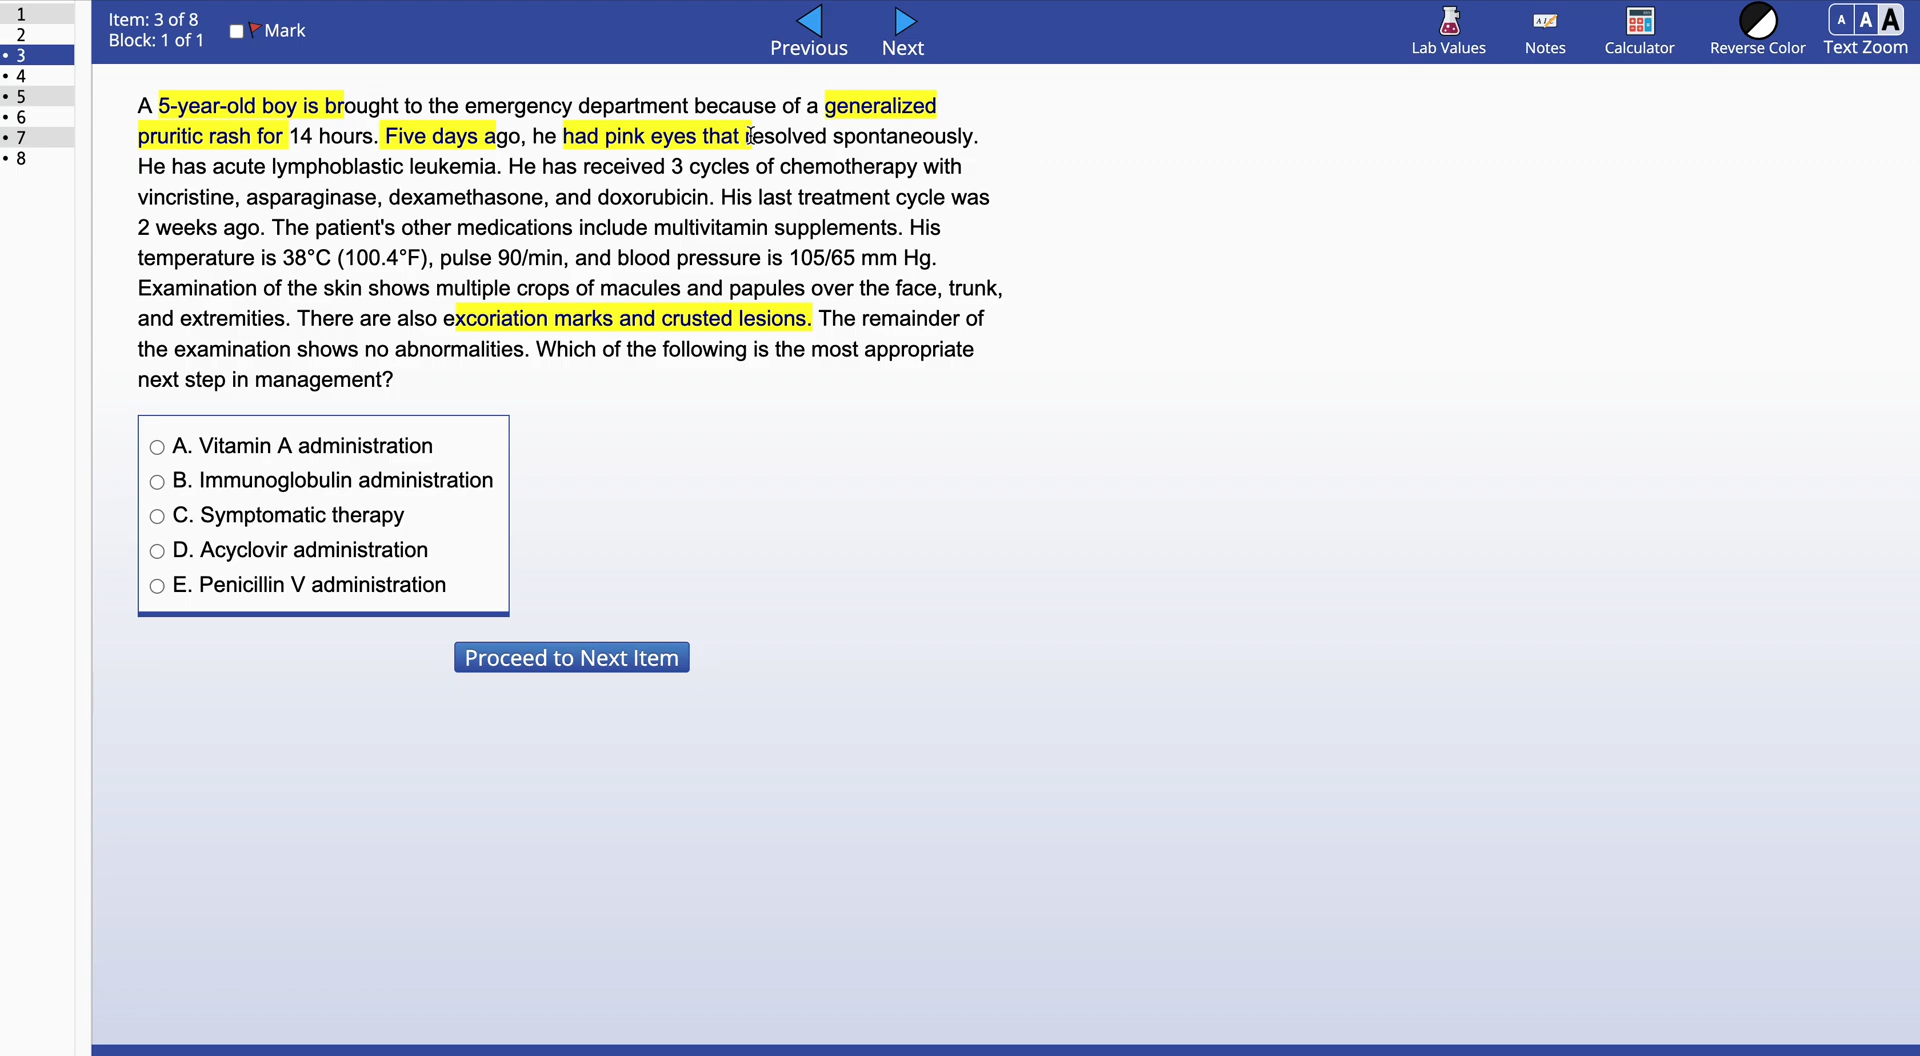 1
2
• 3
• 4
• 5
• 6
• 7
• 8
Item: 3 of 8
Block: 1 of 1
Mark
Previous
Next
Lab Values
Notes
Calculator
Reverse Color
A A A
Text Zoom
A 5-year-old boy is brought to the emergency department because of a generalized
pruritic rash for 14 hours. Five days ago, he had pink eyes that resolved spontaneously.
He has acute lymphoblastic leukemia. He has received 3 cycles of chemotherapy with
vincristine, asparaginase, dexamethasone, and doxorubicin. His last treatment cycle was
2 weeks ago. The patient's other medications include multivitamin supplements. His
temperature is 38°C (100.4°F), pulse 90/min, and blood pressure is 105/65 mm Hg.
Examination of the skin shows multiple crops of macules and papules over the face, trunk,
and extremities. There are also excoriation marks and crusted lesions. The remainder of
the examination shows no abnormalities. Which of the following is the most appropriate
next step in management?
A. Vitamin A administration
B. Immunoglobulin administration
C. Symptomatic therapy
D. Acyclovir administration
E. Penicillin V administration
Proceed to Next Item